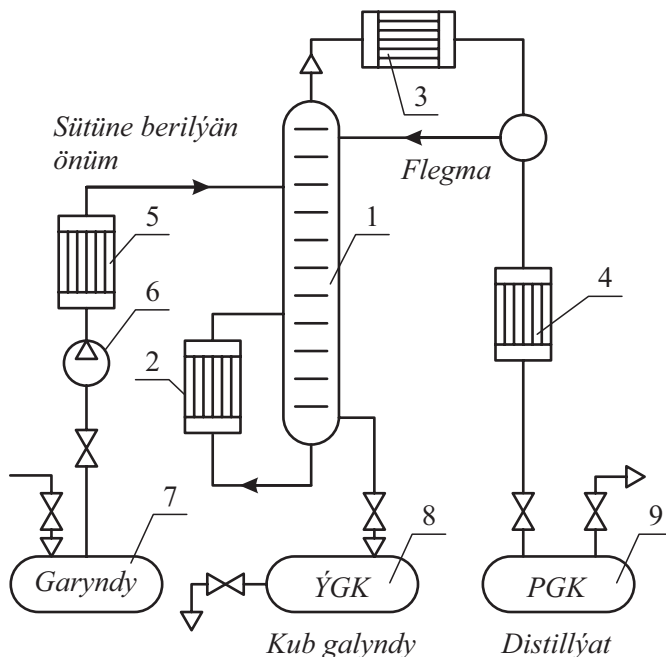 3
Sütüne berilýän
önüm
Flegma
5
1
6
4
2
7
8
9
Garyndy
ÝGK
PGK
Kub galyndy
Distillýat